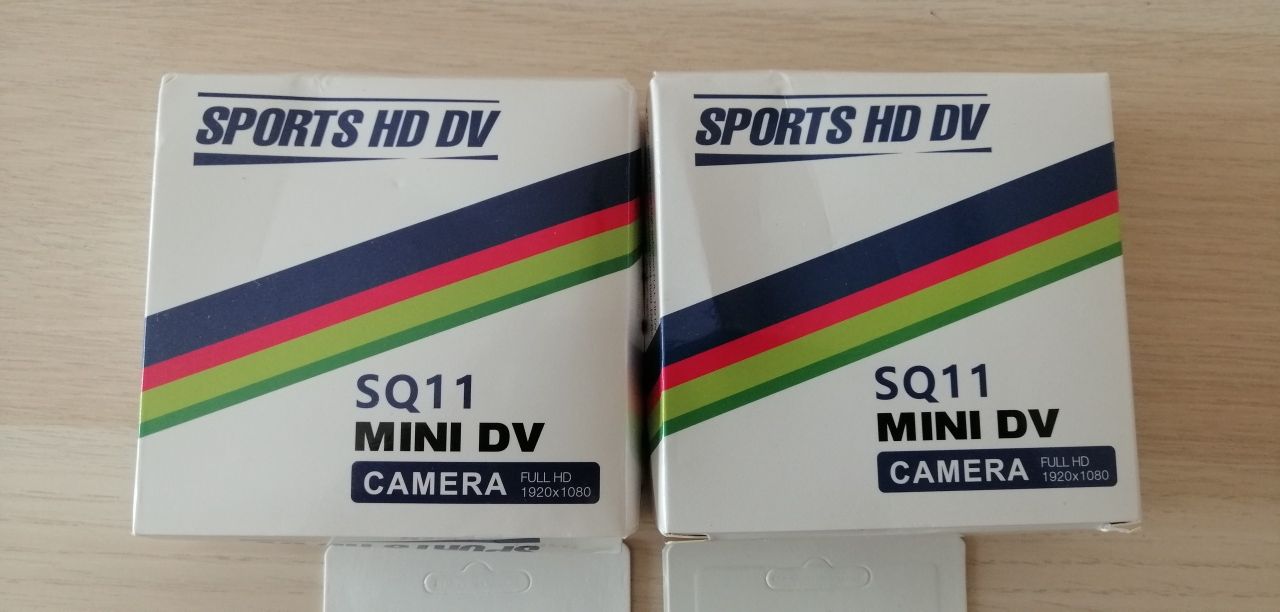 SPORTS HD DV
SQ11
MINI DV
CAMERA FULL HD
1920x1080
SPORTS HD DV
SQ11
MINI DV
CAMERA FULL HD
1920x1080